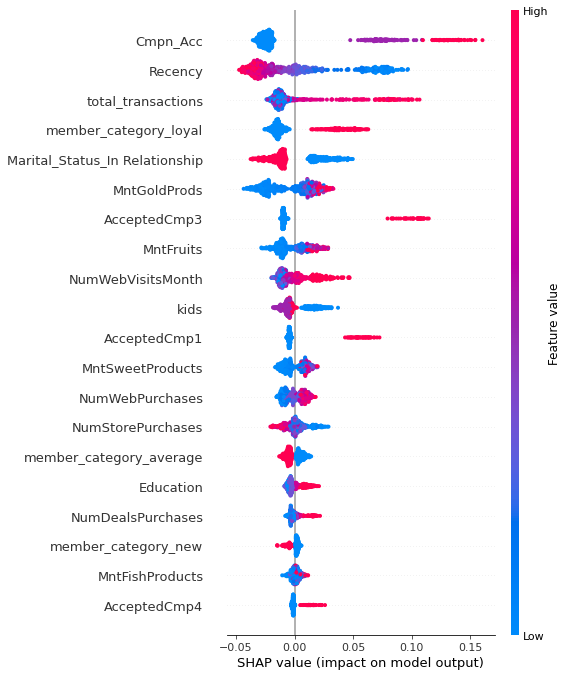 High
Cmpn_Acc
Recency
total_transactions
member_category_loyal
Marital_Status_In Relationship
MntGoldProds
AcceptedCmp3
MntFruits
NumWebVisitsMonth
kids
AcceptedCmp1
MntSweetProducts
NumWebPurchases
NumStorePurchases
member_category_average
Education
NumDealsPurchases
member_category_new
MntFishProducts
AcceptedCmp4
Feature value
Low
−0.05 0.00 0.05 0.10 0.15
SHAP value (impact on model output)